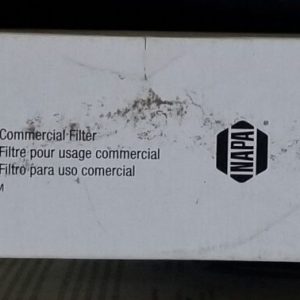 Commercial Filter
Filtre pour usage commercial
Filtro para uso comercial
M
NAPA
®